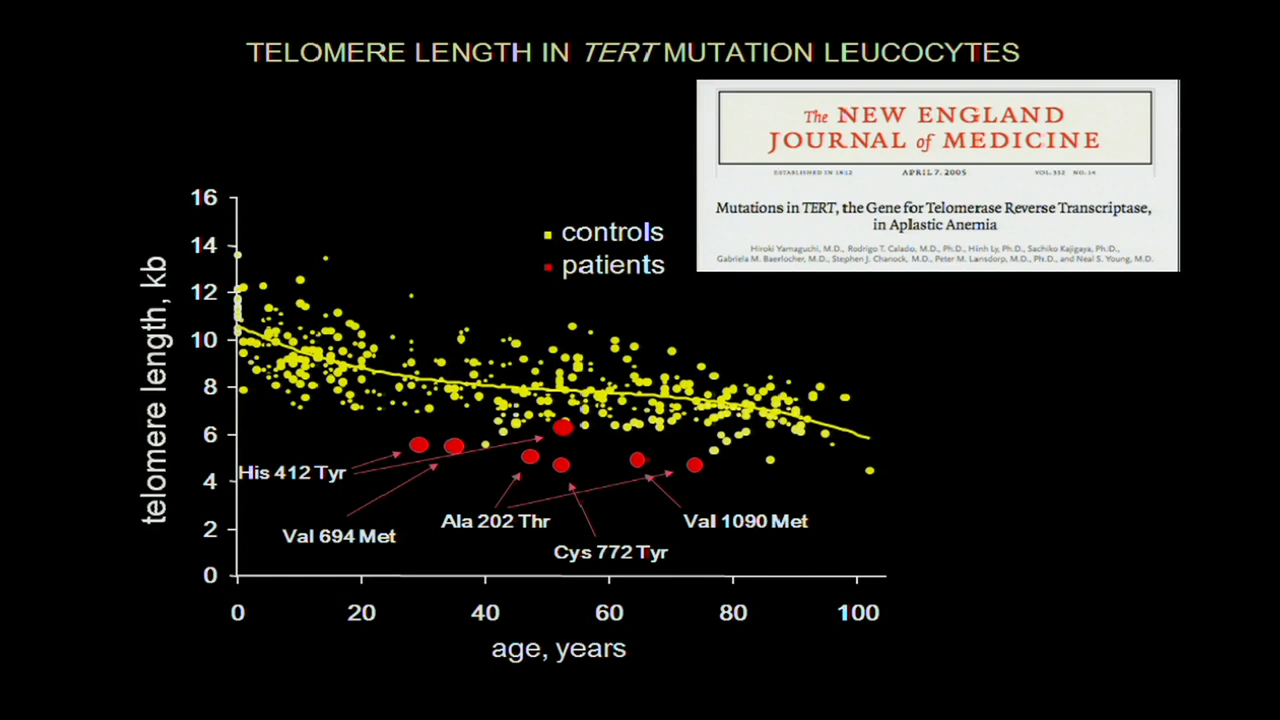 TELOMERE LENGTH IN TERT MUTATION LEUCOCYTES
The NEW ENGLAND
JOURNAL of MEDICINE
ESTABLISHED IN 1812 APRIL 7, 2005 VOL. 352 NO. 14
Mutations in TERT, the Gene for Telomerase Reverse Transcriptase,
in Aplastic Anemia
Hiroki Yamaguchi, M.D., Rodrigo T. Calado, M.D., Ph.D., Hinh Ly, Ph.D., Sachiko Kajigaya, Ph.D.,
Gabriela M. Baerlocher, M.D., Stephen J. Chanock, M.D., Peter M. Lansdorp, M.D., Ph.D., and Neal S. Young, M.D.
controls
patients
telomere length, kb
16
14
12
10
8
6
4
2
0
His 412 Tyr
Val 694 Met
Ala 202 Thr
Cys 772 Tyr
Val 1090 Met
0 20 40 60 80 100
age, years